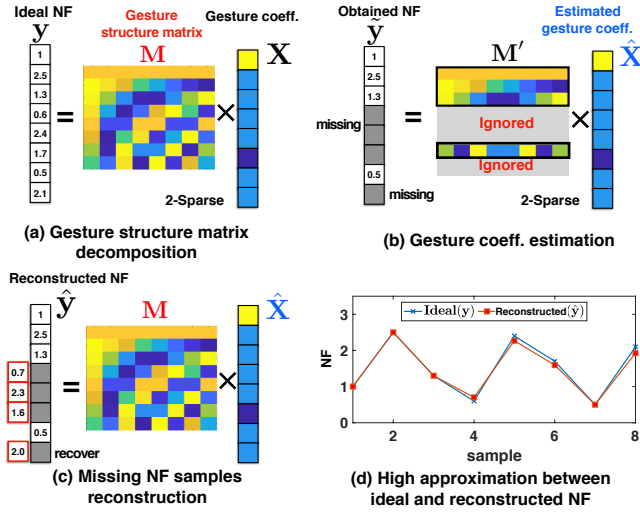 Ideal NF
y
Gesture structure matrix
M
Gesture coeff.
X
1
2.5
1.3
0.6
2.4
1.7
0.5
2.1
=
×
2-Sparse
(a) Gesture structure matrix
decomposition
Obtained NF
ỹ
M′
Estimated
gesture coeff.
X̂
1
2.5
1.3
missing
0.5
missing
=
Ignored
Ignored
×
2-Sparse
(b) Gesture coeff. estimation
Reconstructed NF
ŷ
M
X̂
1
2.5
1.3
0.7
2.3
1.6
0.5
2.0
recover
=
×
(c) Missing NF samples
reconstruction
Ideal(y)
Reconstructed(ŷ)
3
2
1
0
NF
2
4
6
8
sample
(d) High approximation between
ideal and reconstructed NF